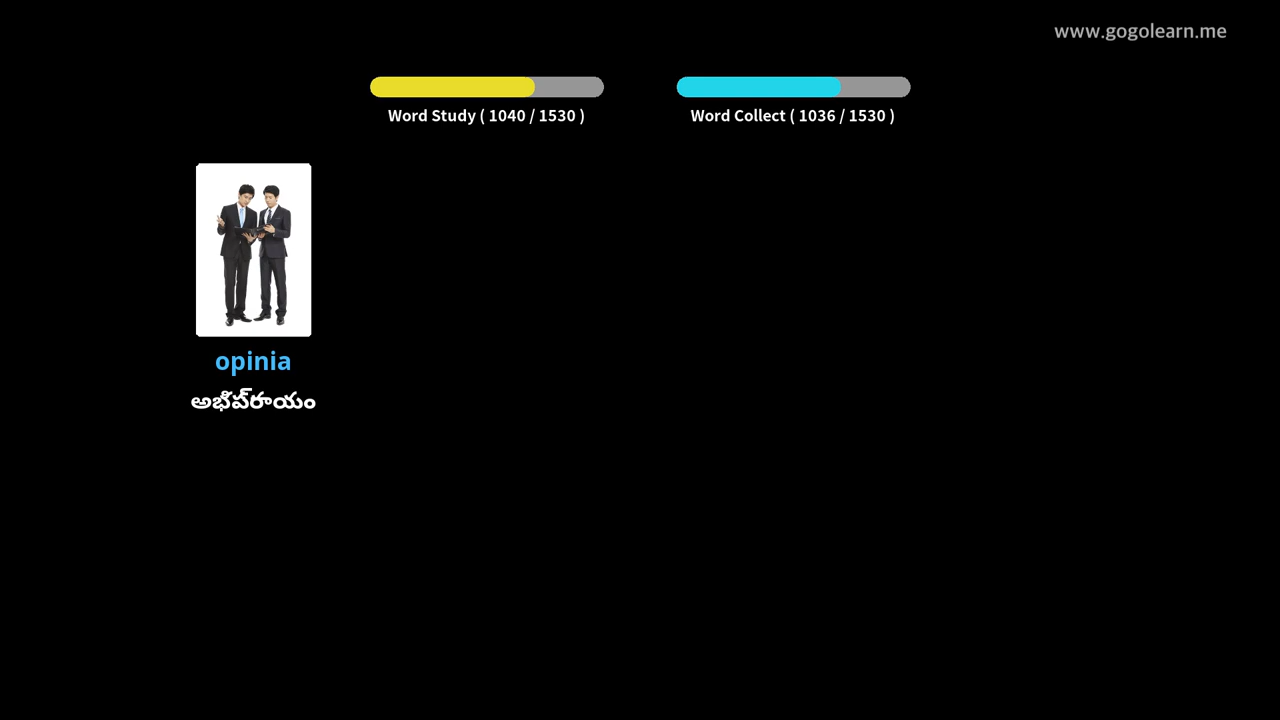 www.gogolearn.me
Word Study ( 1040 / 1530 )
Word Collect ( 1036 / 1530 )
opinia
అభిప్రాయం